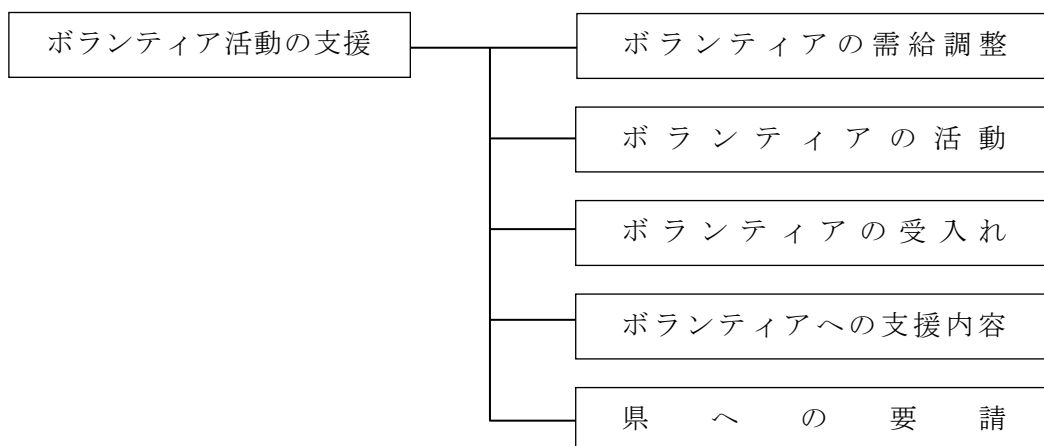 ボランティア活動の支援
ボランティアの需給調整
ボランティアの活動
ボランティアの受入れ
ボランティアへの支援内容
県への要請